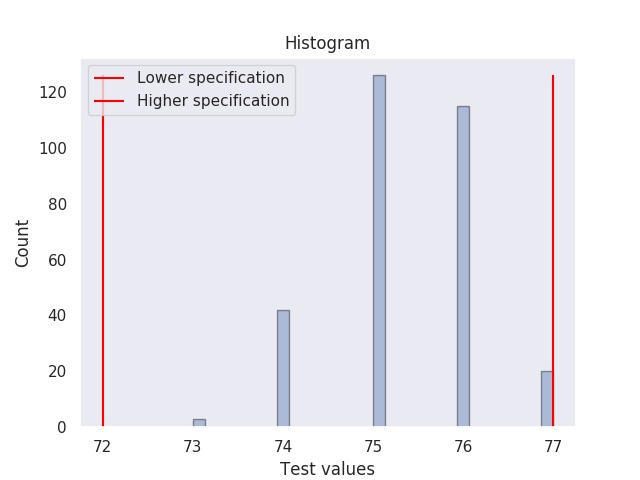 Histogram
Lower specification
Higher specification
120
100
80
60
40
20
0
Count
72 73 74 75 76 77
Test values